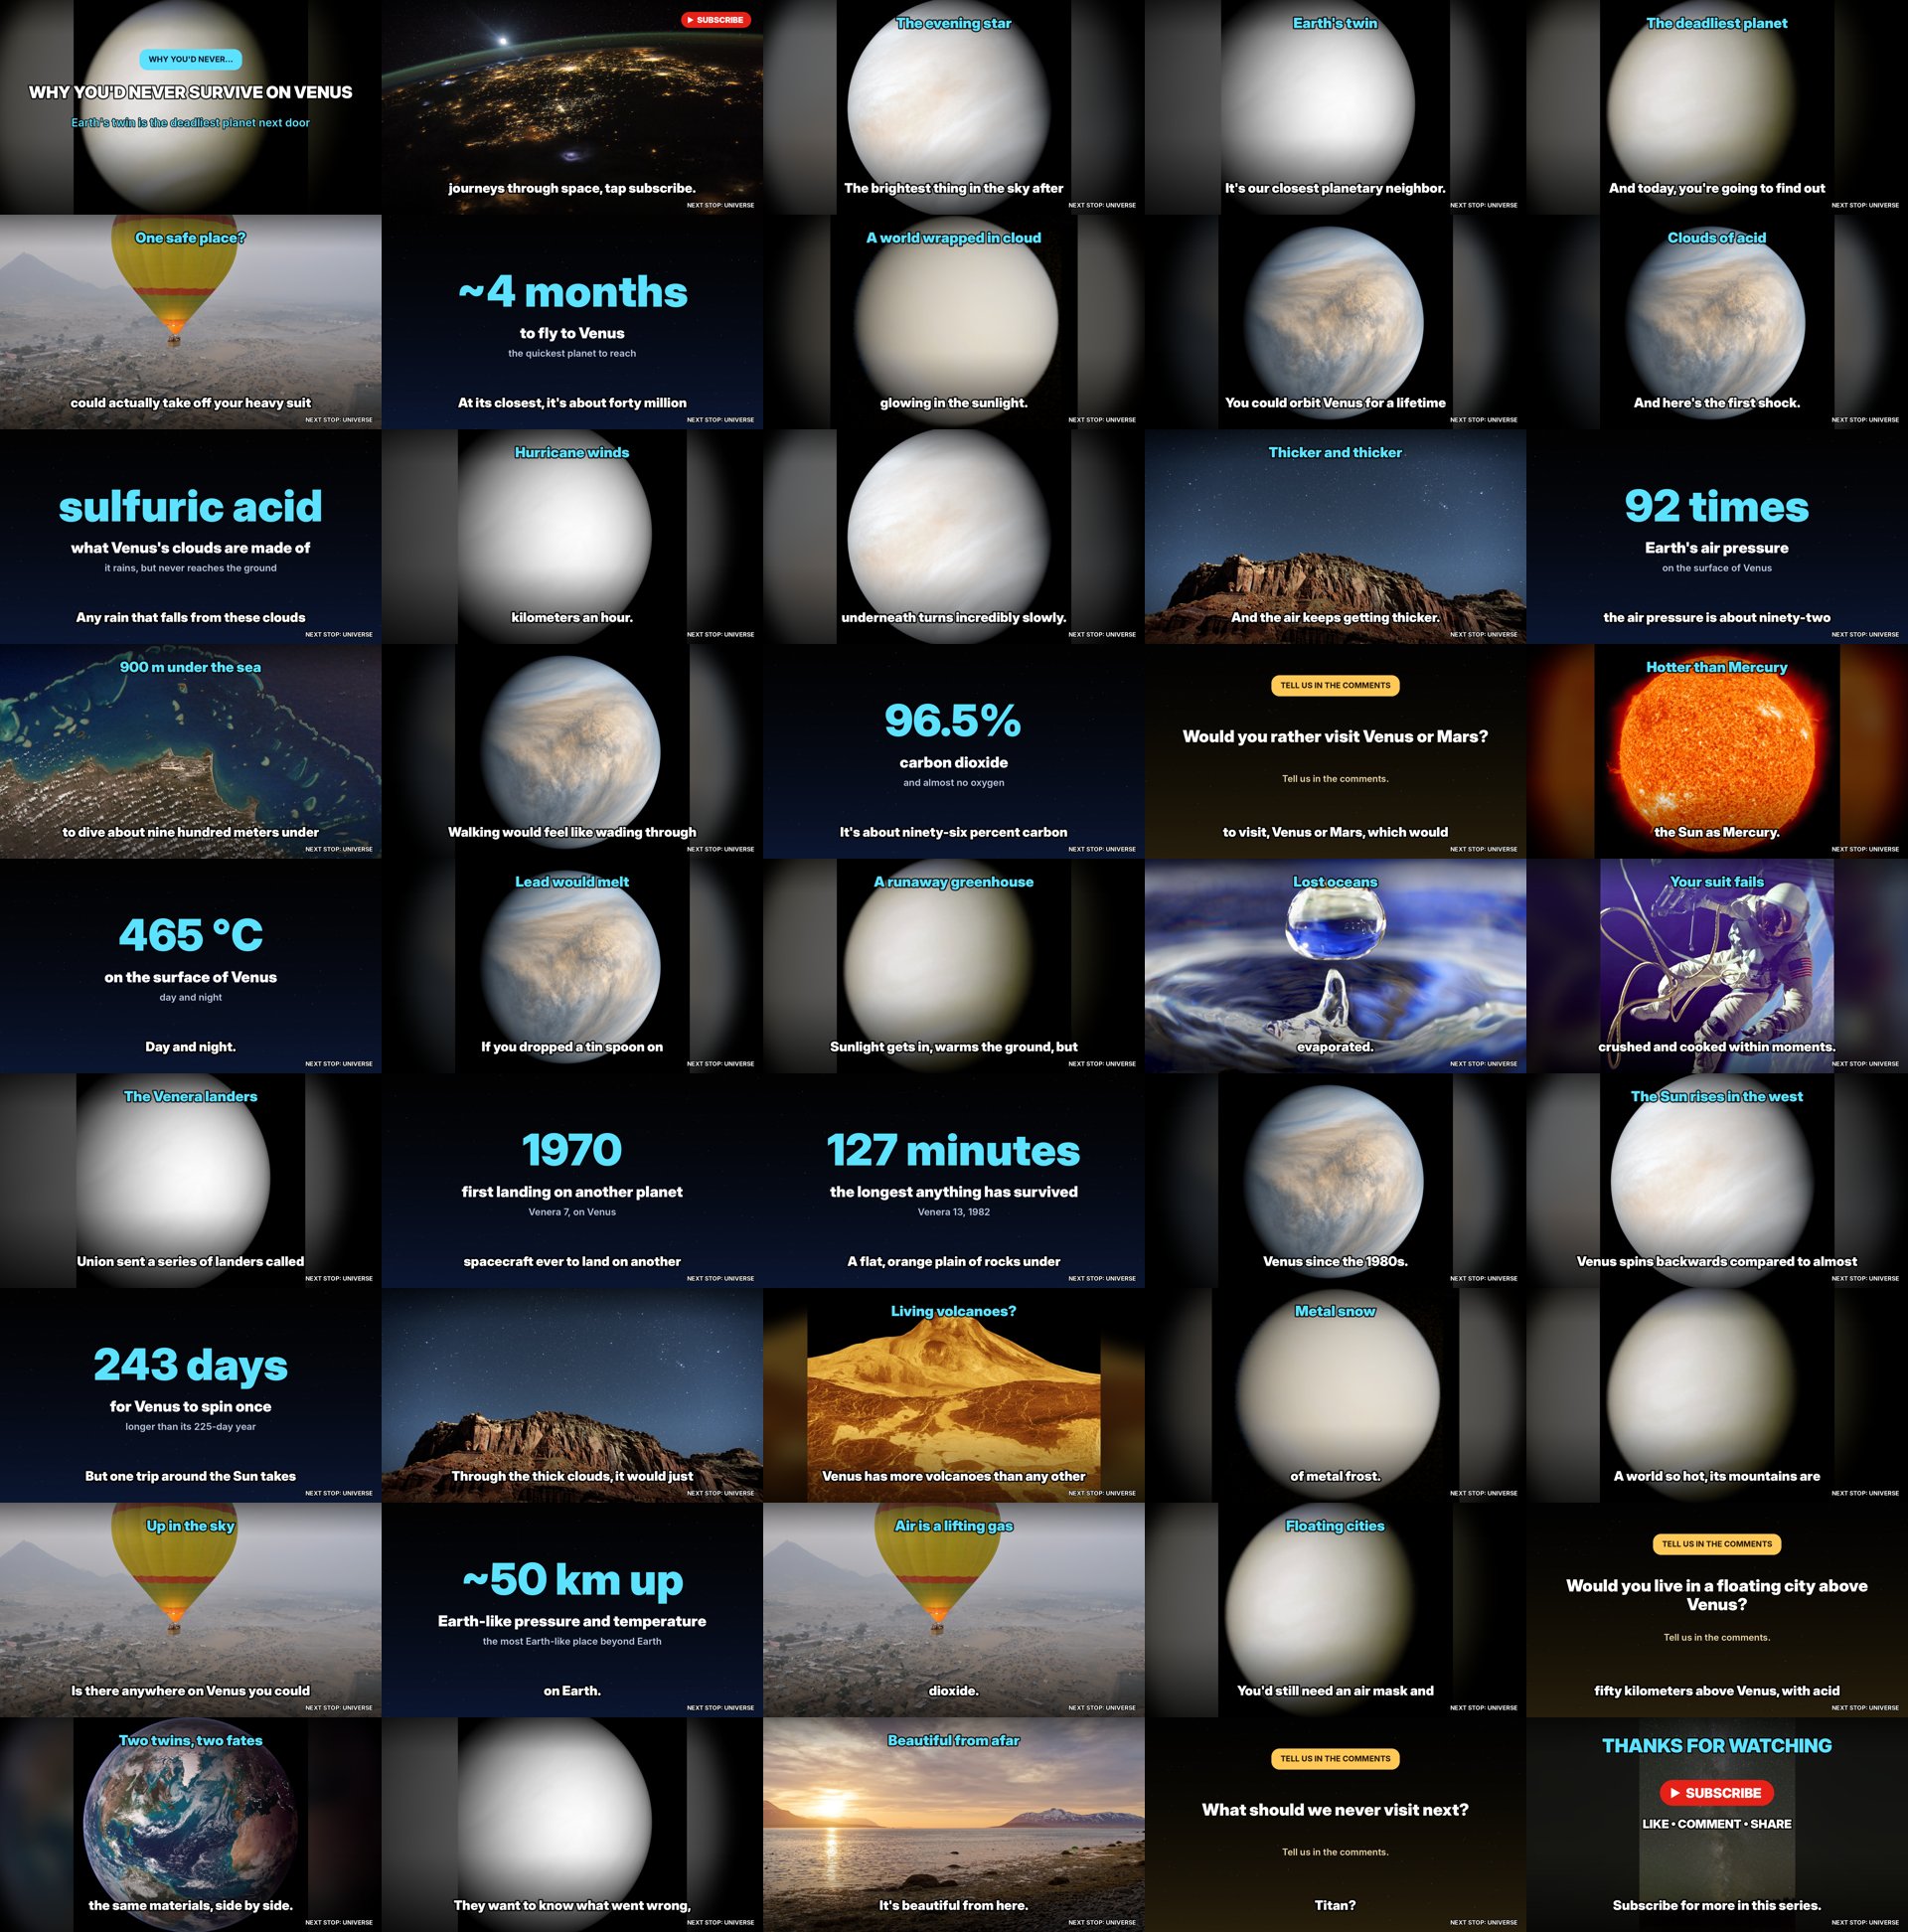 WHY YOU'D NEVER...
WHY YOU'D NEVER SURVIVE ON VENUS
Earth's twin is the deadliest planet next door
SUBSCRIBE
journeys through space, tap subscribe.
NEXT STOP: UNIVERSE
The evening star
The brightest thing in the sky after
NEXT STOP: UNIVERSE
Earth's twin
It's our closest planetary neighbor.
NEXT STOP: UNIVERSE
The deadliest planet
And today, you're going to find out
NEXT STOP: UNIVERSE
One safe place?
could actually take off your heavy suit
NEXT STOP: UNIVERSE
~4 months
to fly to Venus
the quickest planet to reach
At its closest, it's about forty million
NEXT STOP: UNIVERSE
A world wrapped in cloud
glowing in the sunlight.
NEXT STOP: UNIVERSE
You could orbit Venus for a lifetime
NEXT STOP: UNIVERSE
Clouds of acid
And here's the first shock.
NEXT STOP: UNIVERSE
sulfuric acid
what Venus's clouds are made of
it rains, but never reaches the ground
Any rain that falls from these clouds
NEXT STOP: UNIVERSE
Hurricane winds
kilometers an hour.
NEXT STOP: UNIVERSE
underneath turns incredibly slowly.
NEXT STOP: UNIVERSE
Thicker and thicker
And the air keeps getting thicker.
NEXT STOP: UNIVERSE
92 times
Earth's air pressure
on the surface of Venus
the air pressure is about ninety-two
NEXT STOP: UNIVERSE
900 m under the sea
to dive about nine hundred meters under
NEXT STOP: UNIVERSE
Walking would feel like wading through
NEXT STOP: UNIVERSE
96.5%
carbon dioxide
and almost no oxygen
It's about ninety-six percent carbon
NEXT STOP: UNIVERSE
TELL US IN THE COMMENTS
Would you rather visit Venus or Mars?
Tell us in the comments.
to visit, Venus or Mars, which would
NEXT STOP: UNIVERSE
Hotter than Mercury
the Sun as Mercury.
NEXT STOP: UNIVERSE
465 °C
on the surface of Venus
day and night
Day and night.
NEXT STOP: UNIVERSE
Lead would melt
If you dropped a tin spoon on
NEXT STOP: UNIVERSE
A runaway greenhouse
Sunlight gets in, warms the ground, but
NEXT STOP: UNIVERSE
Lost oceans
evaporated.
NEXT STOP: UNIVERSE
Your suit fails
crushed and cooked within moments.
NEXT STOP: UNIVERSE
The Venera landers
Union sent a series of landers called
NEXT STOP: UNIVERSE
1970
first landing on another planet
Venera 7, on Venus
spacecraft ever to land on another
NEXT STOP: UNIVERSE
127 minutes
the longest anything has survived
Venera 13, 1982
A flat, orange plain of rocks under
NEXT STOP: UNIVERSE
Venus since the 1980s.
NEXT STOP: UNIVERSE
The Sun rises in the west
Venus spins backwards compared to almost
NEXT STOP: UNIVERSE
243 days
for Venus to spin once
longer than its 225-day year
But one trip around the Sun takes
NEXT STOP: UNIVERSE
Through the thick clouds, it would just
NEXT STOP: UNIVERSE
Living volcanoes?
Venus has more volcanoes than any other
NEXT STOP: UNIVERSE
Metal snow
of metal frost.
NEXT STOP: UNIVERSE
A world so hot, its mountains are
NEXT STOP: UNIVERSE
Up in the sky
Is there anywhere on Venus you could
NEXT STOP: UNIVERSE
~50 km up
Earth-like pressure and temperature
the most Earth-like place beyond Earth
on Earth.
NEXT STOP: UNIVERSE
Air is a lifting gas
dioxide.
NEXT STOP: UNIVERSE
Floating cities
You'd still need an air mask and
NEXT STOP: UNIVERSE
TELL US IN THE COMMENTS
Would you live in a floating city above
Venus?
Tell us in the comments.
fifty kilometers above Venus, with acid
NEXT STOP: UNIVERSE
Two twins, two fates
the same materials, side by side.
NEXT STOP: UNIVERSE
They want to know what went wrong,
NEXT STOP: UNIVERSE
Beautiful from afar
It's beautiful from here.
NEXT STOP: UNIVERSE
TELL US IN THE COMMENTS
What should we never visit next?
Tell us in the comments.
Titan?
NEXT STOP: UNIVERSE
THANKS FOR WATCHING
SUBSCRIBE
LIKE • COMMENT • SHARE
Subscribe for more in this series.
NEXT STOP: UNIVERSE